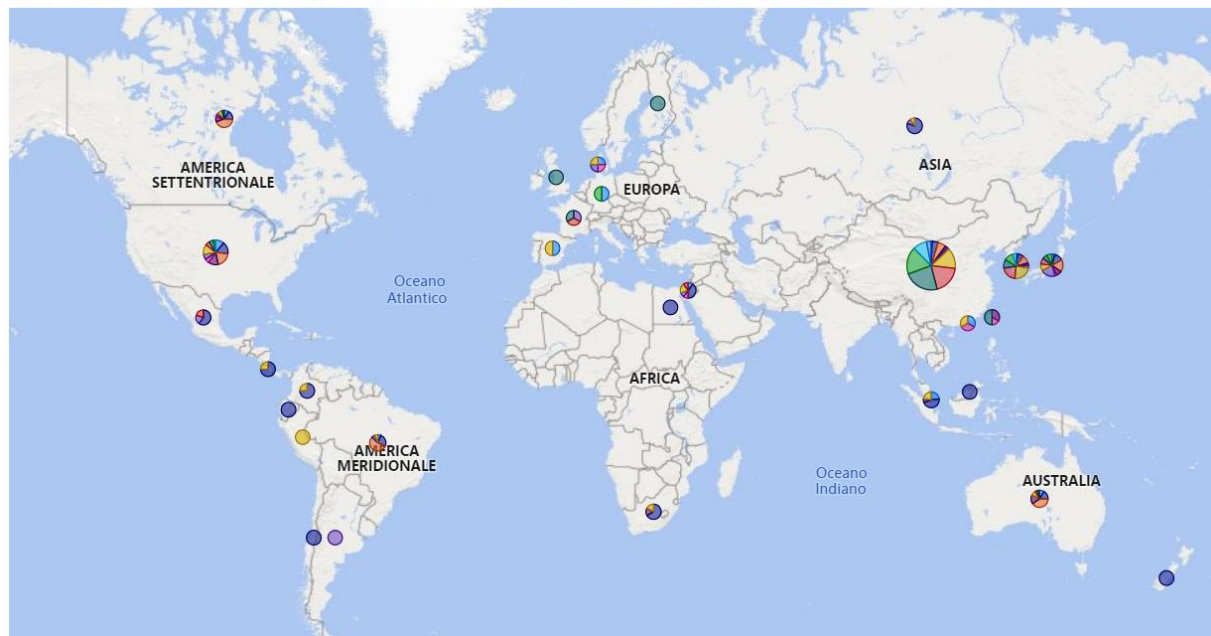 AMERICA
SETTENTRIONALE
EUROPA
ASIA
Oceano
Atlantico
AFRICA
AMERICA
MERIDIONALE
Oceano
Indiano
AUSTRALIA